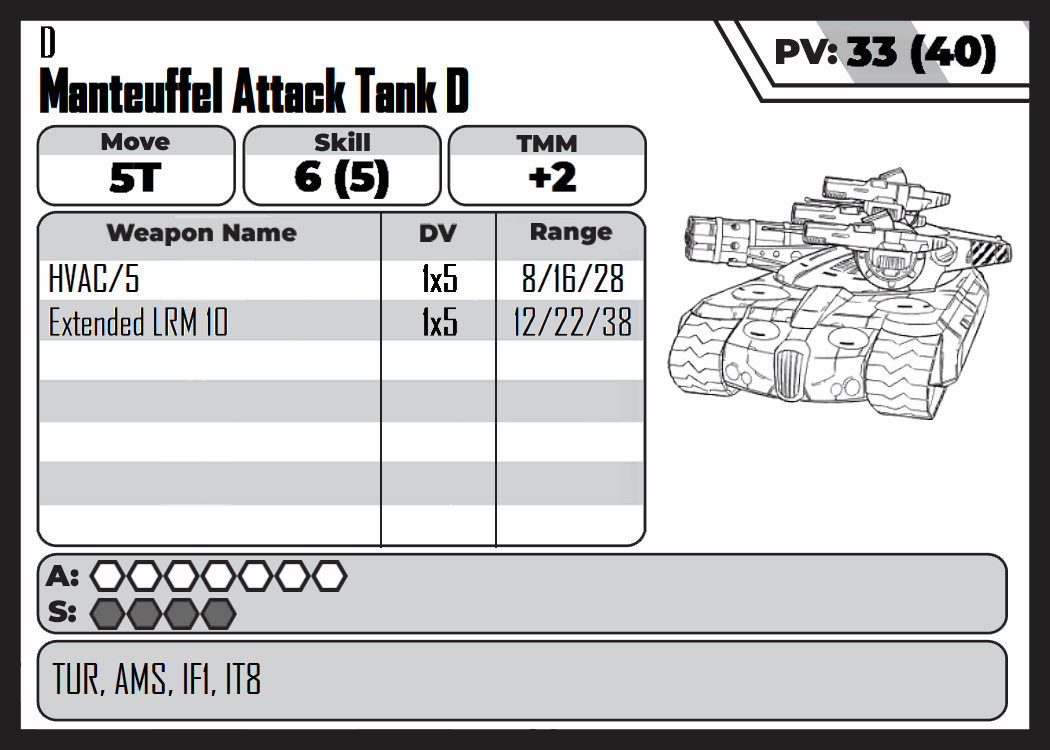 D
PV: 33 (40)
Manteuffel Attack Tank D
Move Skill TMM
5T 6 (5) +2
Weapon Name DV Range
HVAC/5 1x5 8/16/28
Extended LRM 10 1x5 12/22/38
A:
S:
TUR, AMS, IF1, IT8